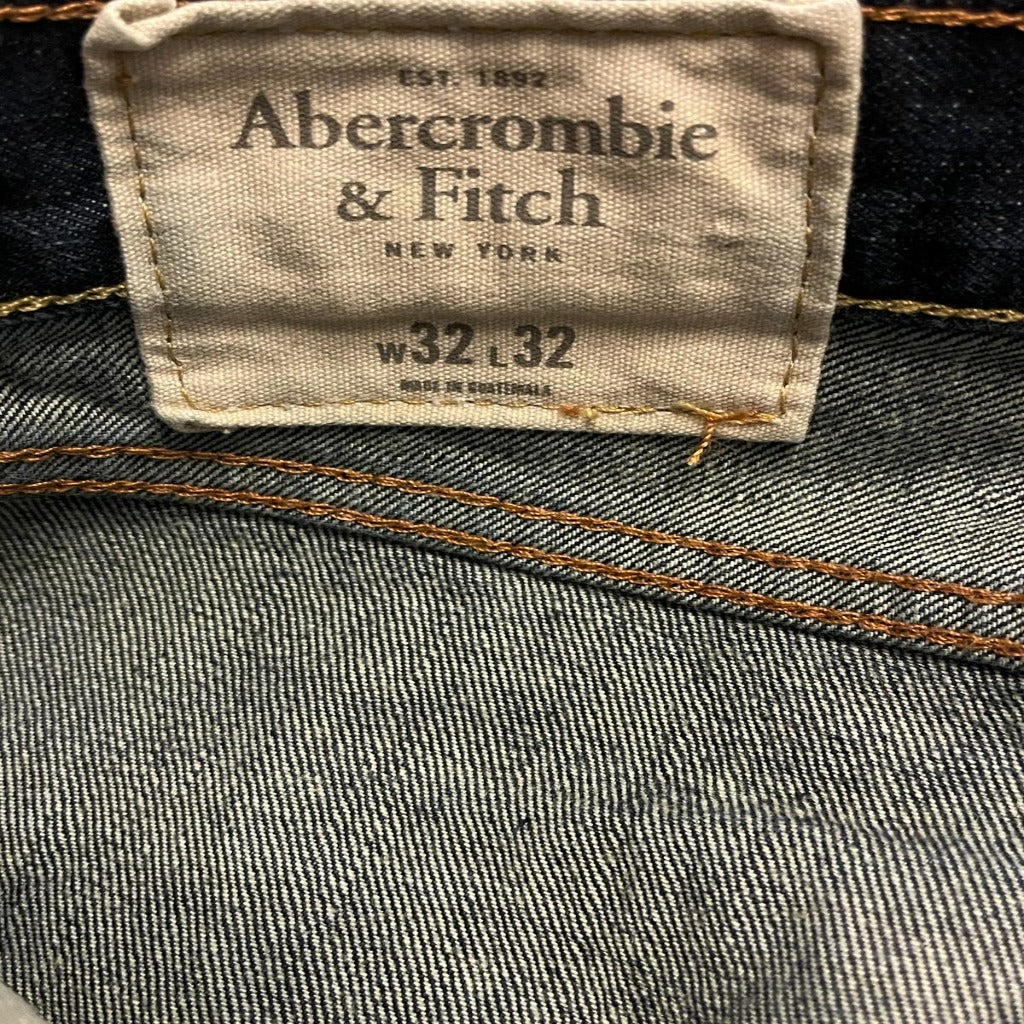 EST. 1892
Abercrombie
& Fitch
NEW YORK
W32 L32
MADE IN GUATEMALA